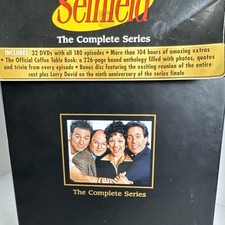 Seinfeld
The Complete Series
INCLUDES: 32 DVDs with all 180 episodes • More than 104 hours of amazing extras
• The Official Coffee Table Book: a 226-page bound anthology filled with photos, quotes
and trivia from every episode • Bonus disc featuring the exciting reunion of the entire
cast plus Larry David on the ninth anniversary of the series finale
The Complete Series